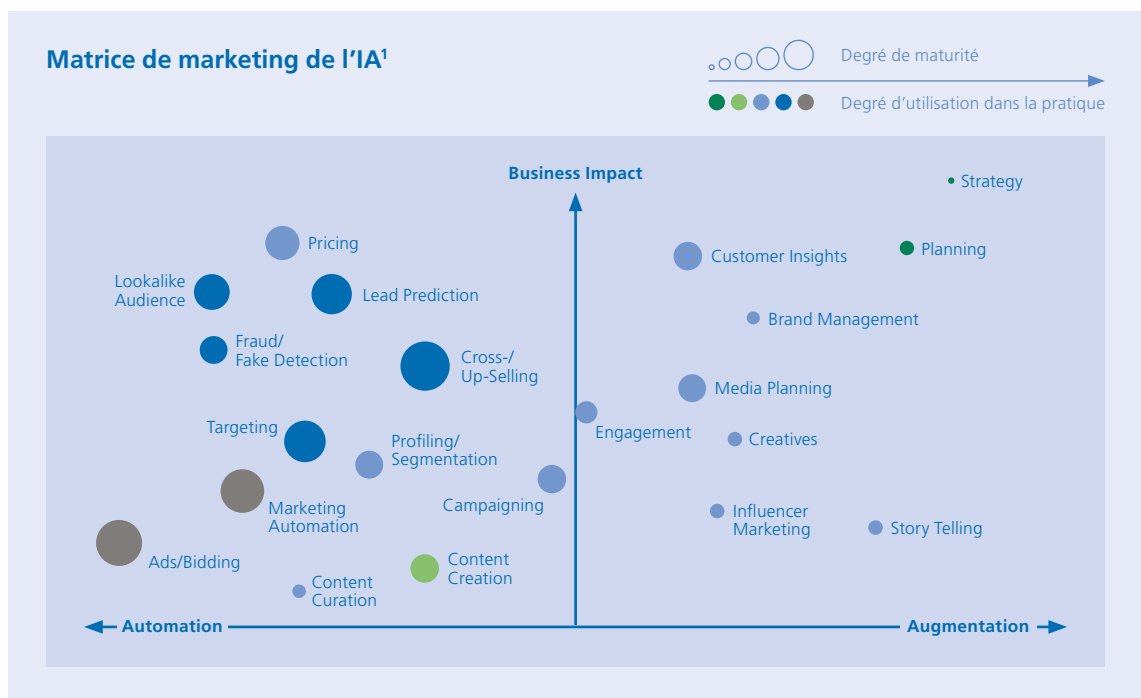 Matrice de marketing de l’IA¹
Degré de maturité
Degré d’utilisation dans la pratique
Business Impact
Strategy
Pricing
Customer Insights
Planning
Lookalike
Audience
Lead Prediction
Brand Management
Fraud/
Fake Detection
Cross-/
Up-Selling
Media Planning
Targeting
Engagement
Creatives
Profiling/
Segmentation
Campaigning
Marketing
Automation
Influencer
Marketing
Story Telling
Ads/Bidding
Content
Creation
Content
Curation
Automation
Augmentation